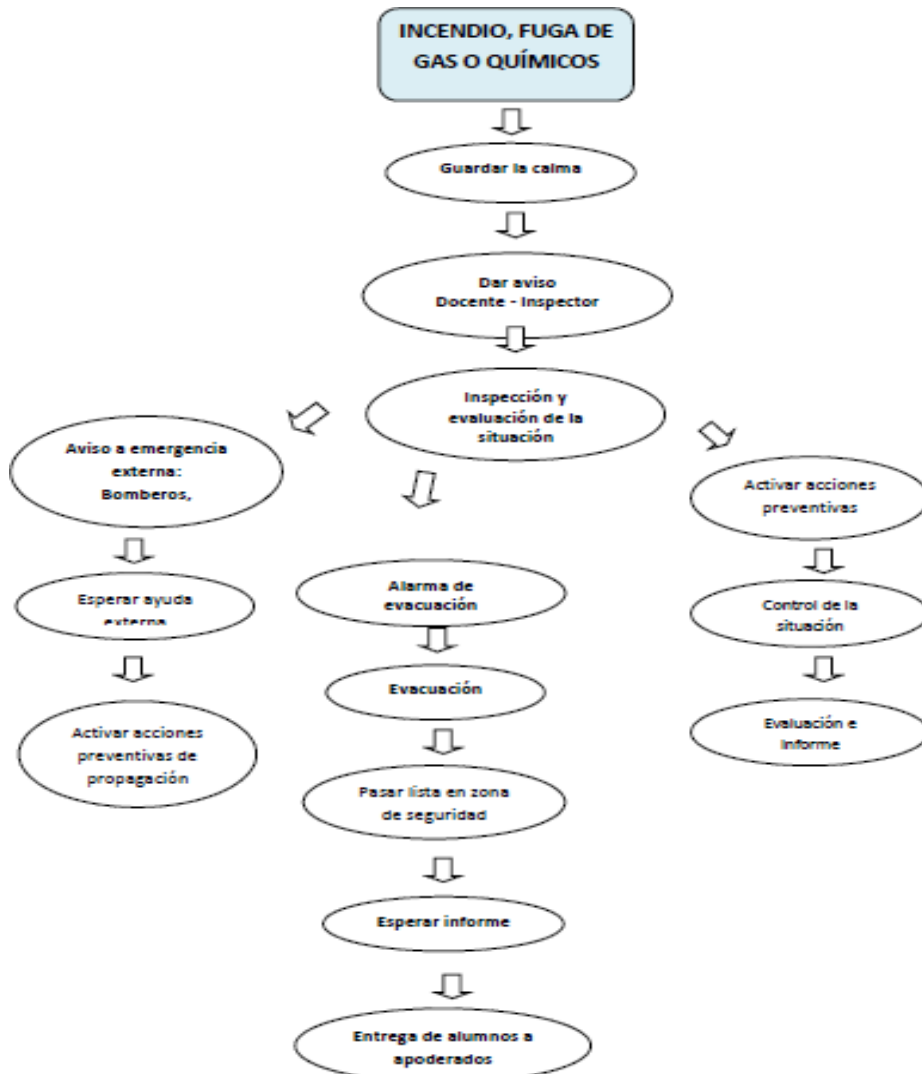 INCENDIO, FUGA DE
GAS O QUÍMICOS
Guardar la calma
Dar aviso
Docente - Inspector
Inspección y
evaluación de la
situación
Aviso a emergencia
externa:
Bomberos,
Esperar ayuda
externa
Activar acciones
preventivas de
propagación
Alarma de
evacuación
Evacuación
Pasar lista en zona
de seguridad
Esperar informe
Entrega de alumnos a
apoderados
Activar acciones
preventivas
Control de la
situación
Evaluación e
Informe